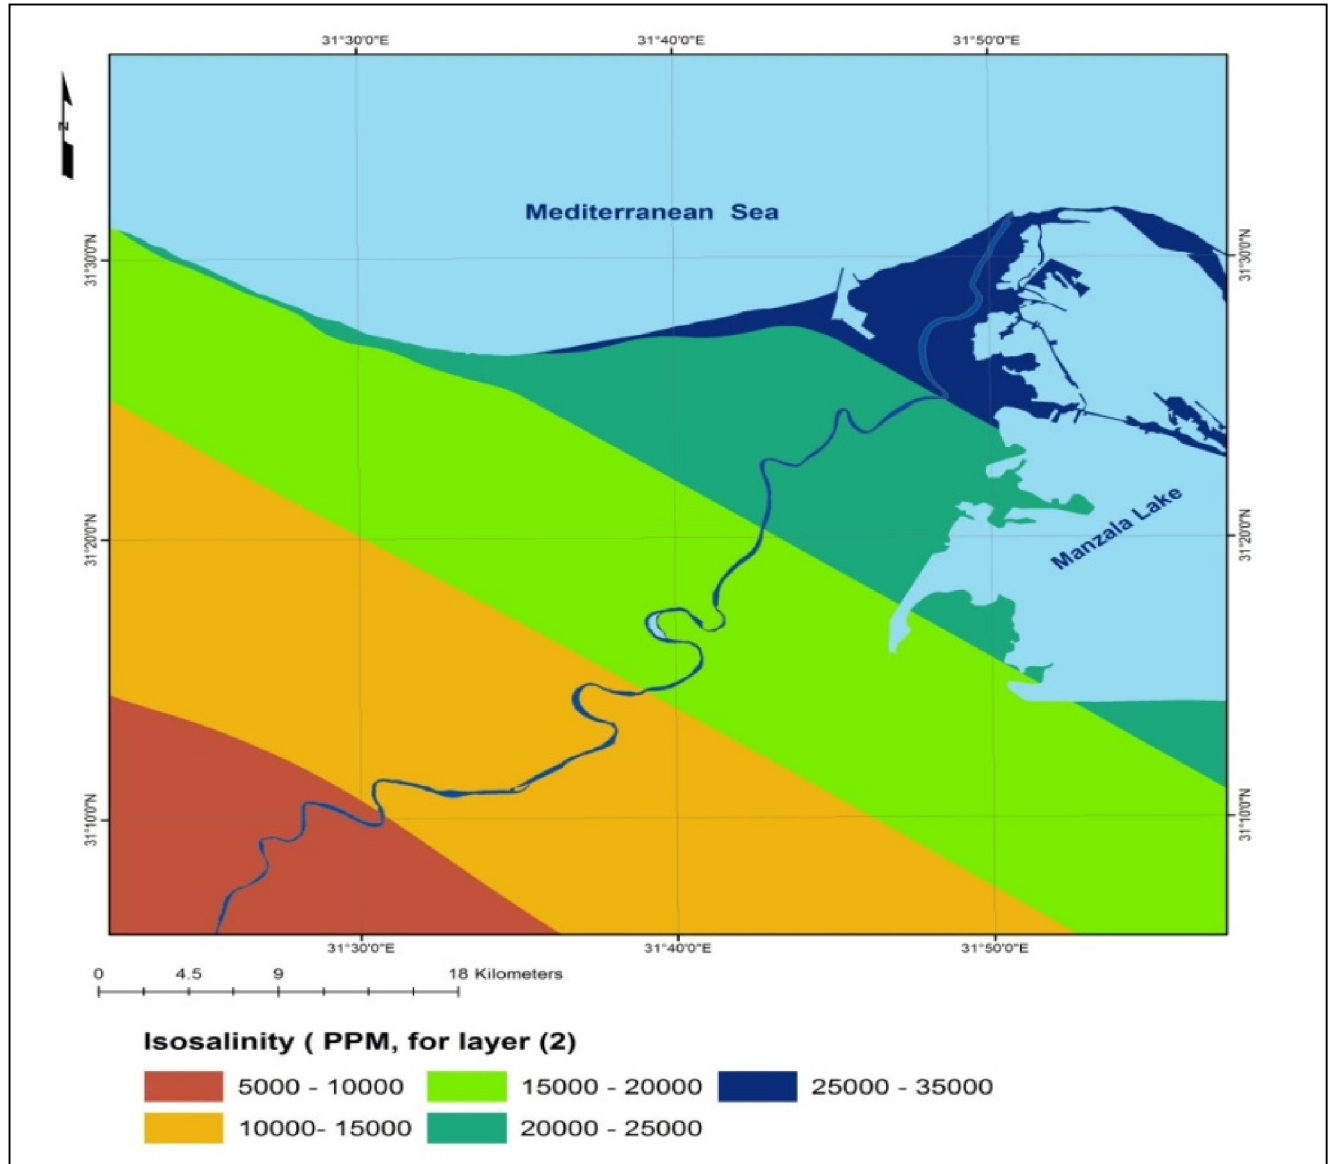 31°30'0"E 31°40'0"E 31°50'0"E
N
Mediterranean Sea
31°30'0"N 31°30'0"N
Manzala Lake
31°20'0"N 31°20'0"N
31°10'0"N 31°10'0"N
31°30'0"E 31°40'0"E 31°50'0"E
0 4.5 9 18 Kilometers
Isosalinity ( PPM, for layer (2)
5000 - 10000 15000 - 20000 25000 - 35000
10000- 15000 20000 - 25000